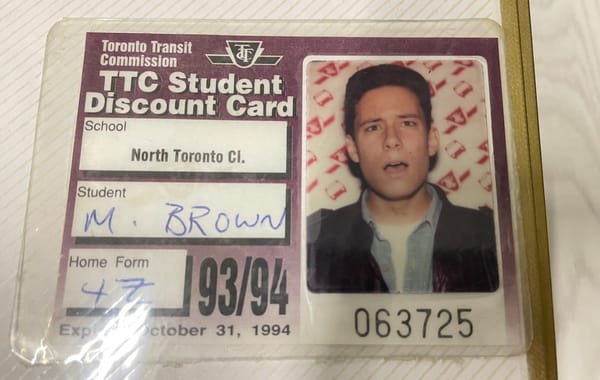 Toronto Transit
Commission
TTC Student
Discount Card
School
North Toronto CI.
Student
M. BROWN
Home Form
93/94
October 31, 1994
063725